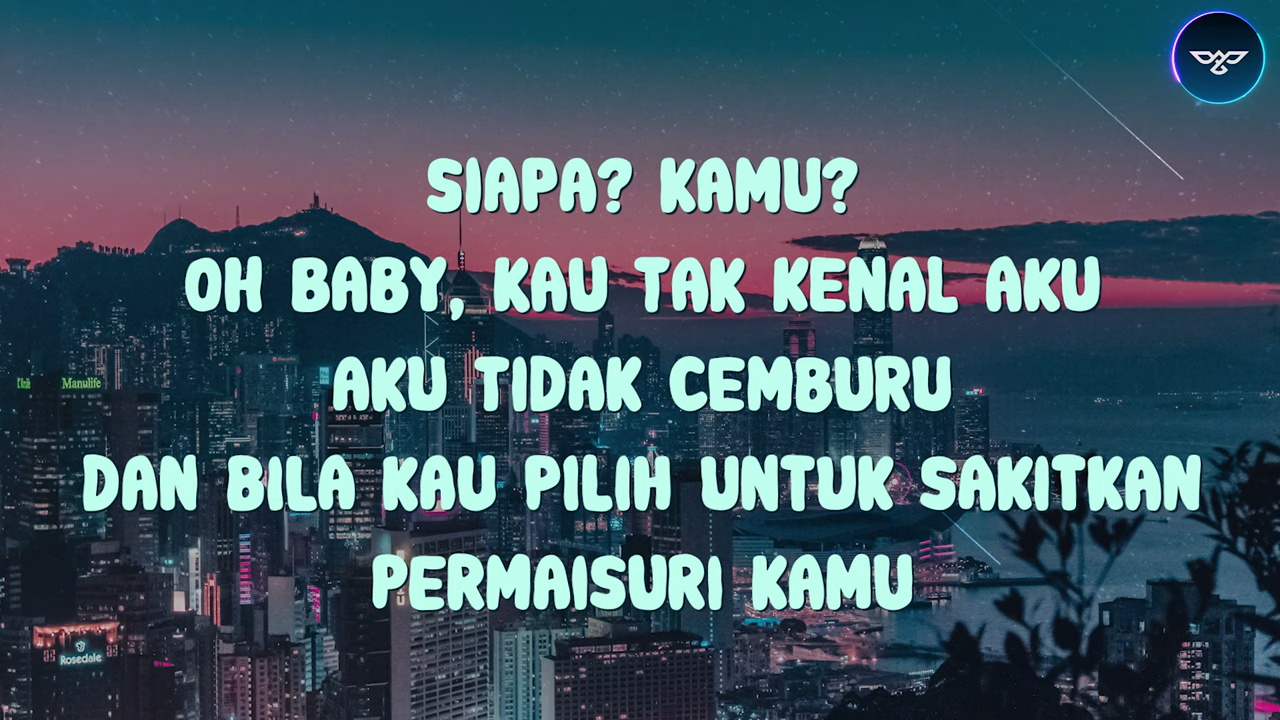 SIAPA? KAMU?
OH BABY, KAU TAK KENAL AKU
AKU TIDAK CEMBURU
DAN BILA KAU PILIH UNTUK SAKITKAN
PERMAISURI KAMU
Manulife
Rosedale